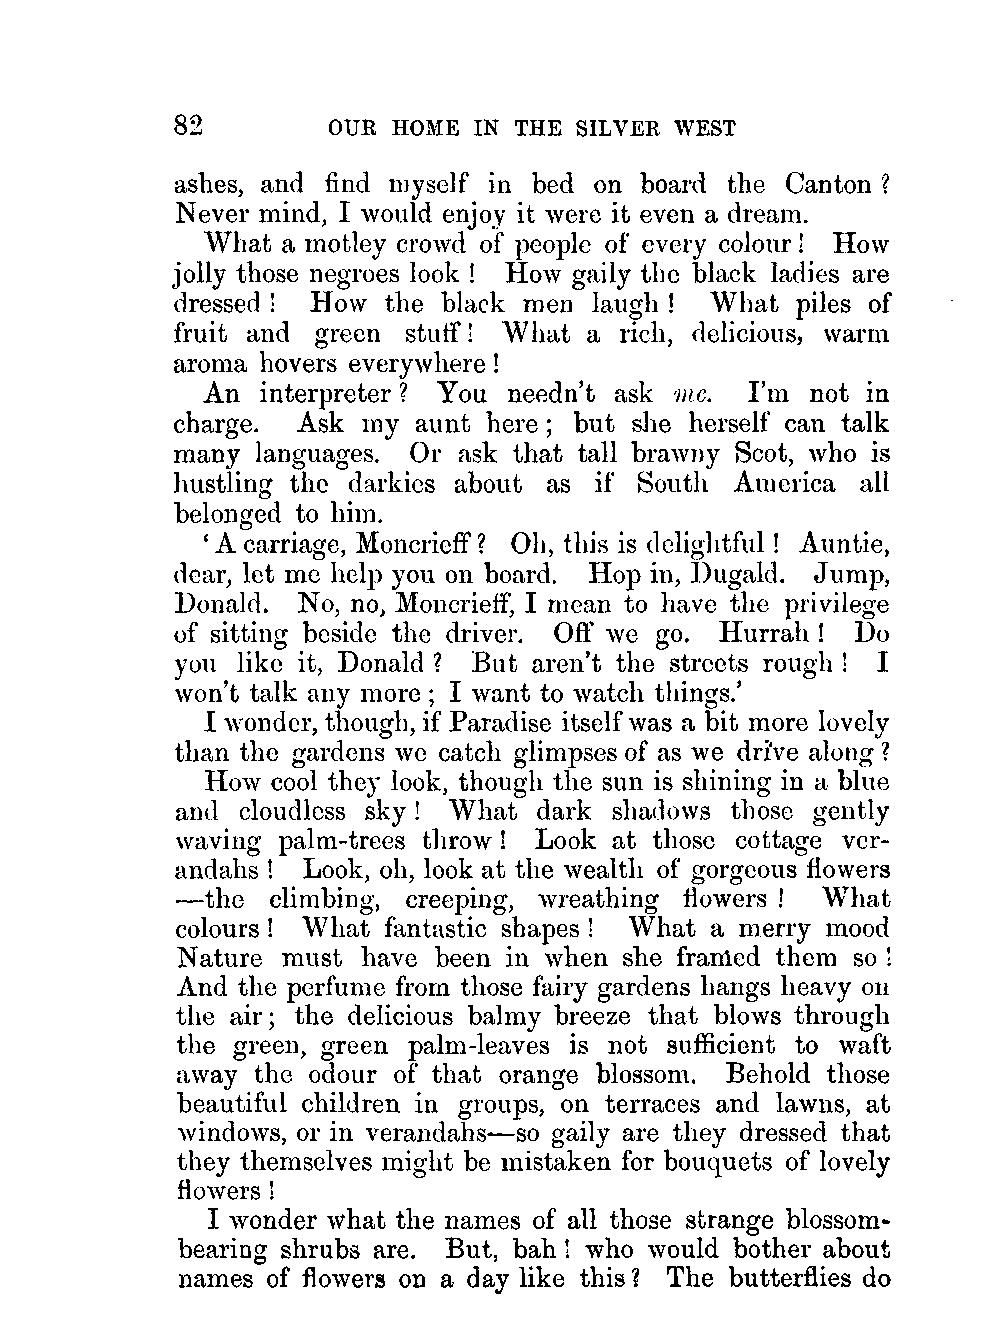 82 OUR HOME IN THE SILVER WEST
ashes, and find myself in bed on board the Canton?
Never mind, I would enjoy it were it even a dream.
What a motley crowd of people of every colour! How
jolly those negroes look! How gaily the black ladies are
dressed! How the black men laugh! What piles of
fruit and green stuff! What a rich, delicious, warm
aroma hovers everywhere!
An interpreter? You needn't ask me. I'm not in
charge. Ask my aunt here; but she herself can talk
many languages. Or ask that tall brawny Scot, who is
hustling the darkies about as if South America all
belonged to him.
'A carriage, Moncrieff? Oh, this is delightful! Auntie,
dear, let me help you on board. Hop in, Dugald. Jump,
Donald. No, no, Moncrieff, I mean to have the privilege
of sitting beside the driver. Off we go. Hurrah! Do
you like it, Donald? But aren't the streets rough! I
won't talk any more; I want to watch things.'
I wonder, though, if Paradise itself was a bit more lovely
than the gardens we catch glimpses of as we drive along?
How cool they look, though the sun is shining in a blue
and cloudless sky! What dark shadows those gently
waving palm-trees throw! Look at those cottage ver-
andahs! Look, oh, look at the wealth of gorgeous flowers
—the climbing, creeping, wreathing flowers! What
colours! What fantastic shapes! What a merry mood
Nature must have been in when she framed them so!
And the perfume from those fairy gardens hangs heavy on
the air; the delicious balmy breeze that blows through
the green, green palm-leaves is not sufficient to waft
away the odour of that orange blossom. Behold those
beautiful children in groups, on terraces and lawns, at
windows, or in verandahs—so gaily are they dressed that
they themselves might be mistaken for bouquets of lovely
flowers!
I wonder what the names of all those strange blossom-
bearing shrubs are. But, bah! who would bother about
names of flowers on a day like this? The butterflies do